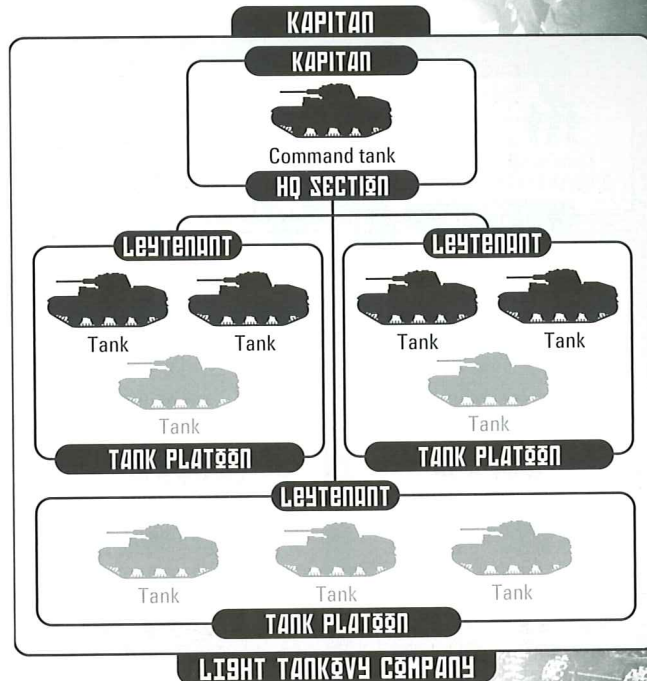 KAPITAN
KAPITAN
Command tank
HQ SECTION
LEYTENANT
LEYTENANT
Tank Tank
Tank Tank
Tank
Tank
TANK PLATOON
TANK PLATOON
LEYTENANT
Tank Tank Tank
TANK PLATOON
LIGHT TANKOVY COMPANY